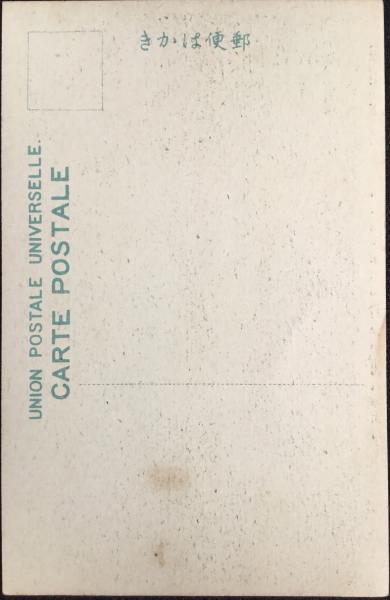 郵便はかき
UNION POSTALE UNIVERSELLE.
CARTE POSTALE